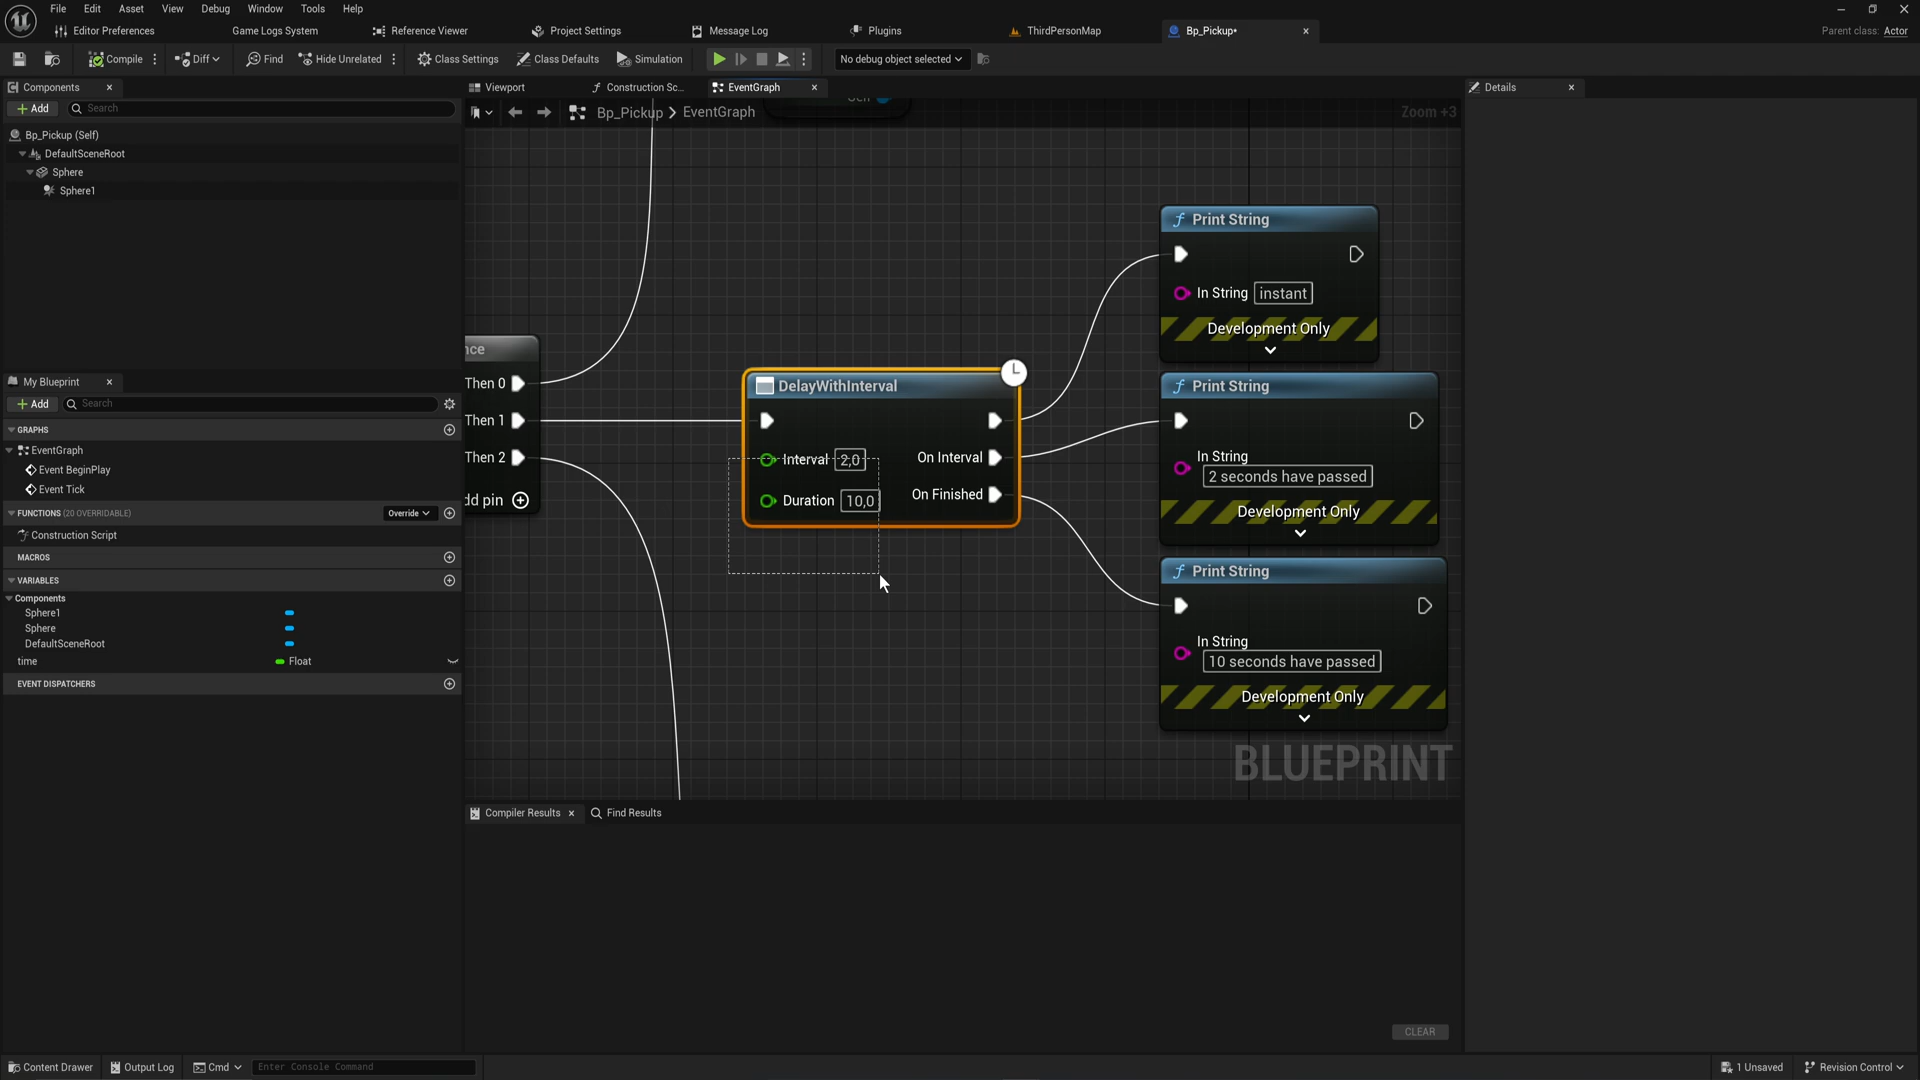 File Edit Asset View Debug Window Tools Help
Editor Preferences Game Logs System Reference Viewer Project Settings Message Log Plugins ThirdPersonMap Bp_Pickup* Parent class: Actor
Compile Diff Find Hide Unrelated Class Settings Class Defaults Simulation No debug object selected
Components
Add Search
Bp_Pickup (Self)
DefaultSceneRoot
Sphere
Sphere1
My Blueprint
Add Search
GRAPHS
EventGraph
Event BeginPlay
Event Tick
FUNCTIONS (20 OVERRIDABLE) Override
Construction Script
MACROS
VARIABLES
Components
Sphere1
Sphere
DefaultSceneRoot
time Float
EVENT DISPATCHERS
Viewport Construction Sc... EventGraph
Bp_Pickup > EventGraph Zoom +3
nce
Then 0
Then 1
Then 2
dd pin
DelayWithInterval
Interval 2,0 On Interval
Duration 10,0 On Finished
Print String
In String instant
Development Only
Print String
In String
2 seconds have passed
Development Only
Print String
In String
10 seconds have passed
Development Only
BLUEPRINT
Compiler Results Find Results
CLEAR
Details
Content Drawer Output Log Cmd Enter Console Command 1 Unsaved Revision Control